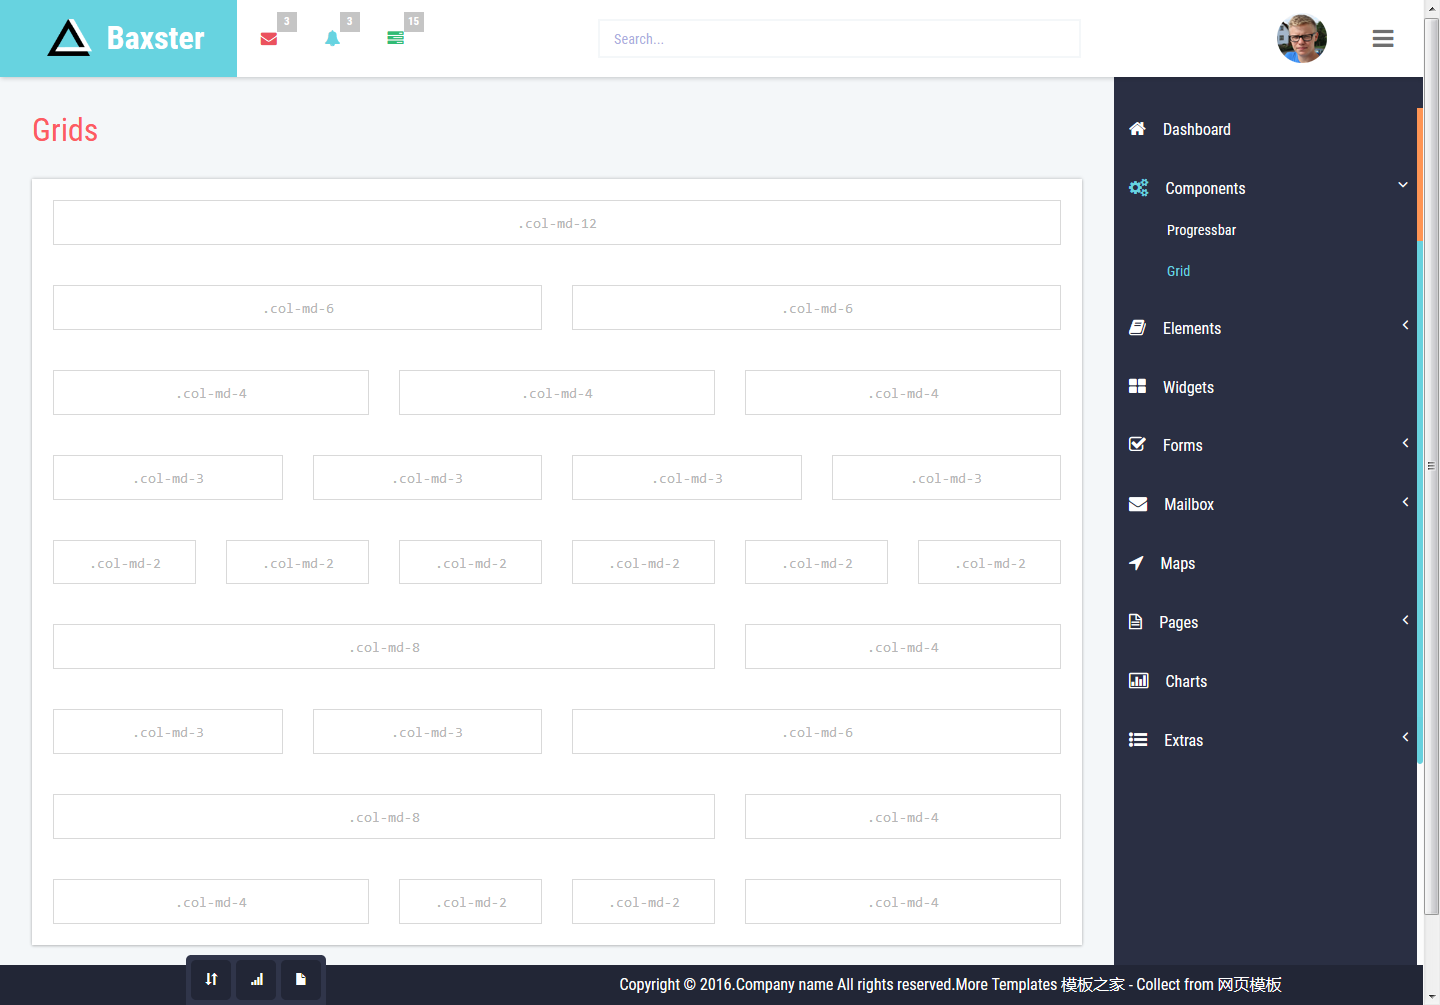 Baxster
3
3
15
Search...
Grids
.col-md-12
.col-md-6 .col-md-6
.col-md-4 .col-md-4 .col-md-4
.col-md-3 .col-md-3 .col-md-3 .col-md-3
.col-md-2 .col-md-2 .col-md-2 .col-md-2 .col-md-2 .col-md-2
.col-md-8 .col-md-4
.col-md-3 .col-md-3 .col-md-6
.col-md-8 .col-md-4
.col-md-4 .col-md-2 .col-md-2 .col-md-4
Dashboard
Components
Progressbar
Grid
Elements
Widgets
Forms
Mailbox
Maps
Pages
Charts
Extras
Copyright © 2016.Company name All rights reserved.More Templates 模板之家 - Collect from 网页模板